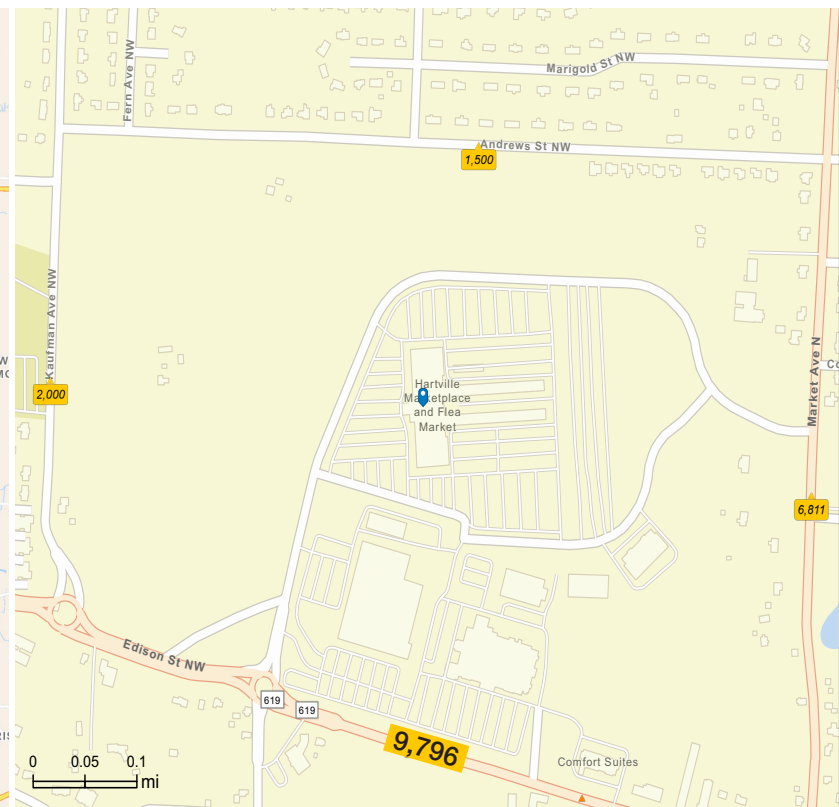 Marigold St NW
Fern Ave NW
Andrews St NW
1,500
Kaufman Ave NW
2,000
Hartville
Marketplace
and Flea
Market
Market Ave N
6,811
Edison St NW
619
619
9,796
Comfort Suites
0 0.05 0.1
mi